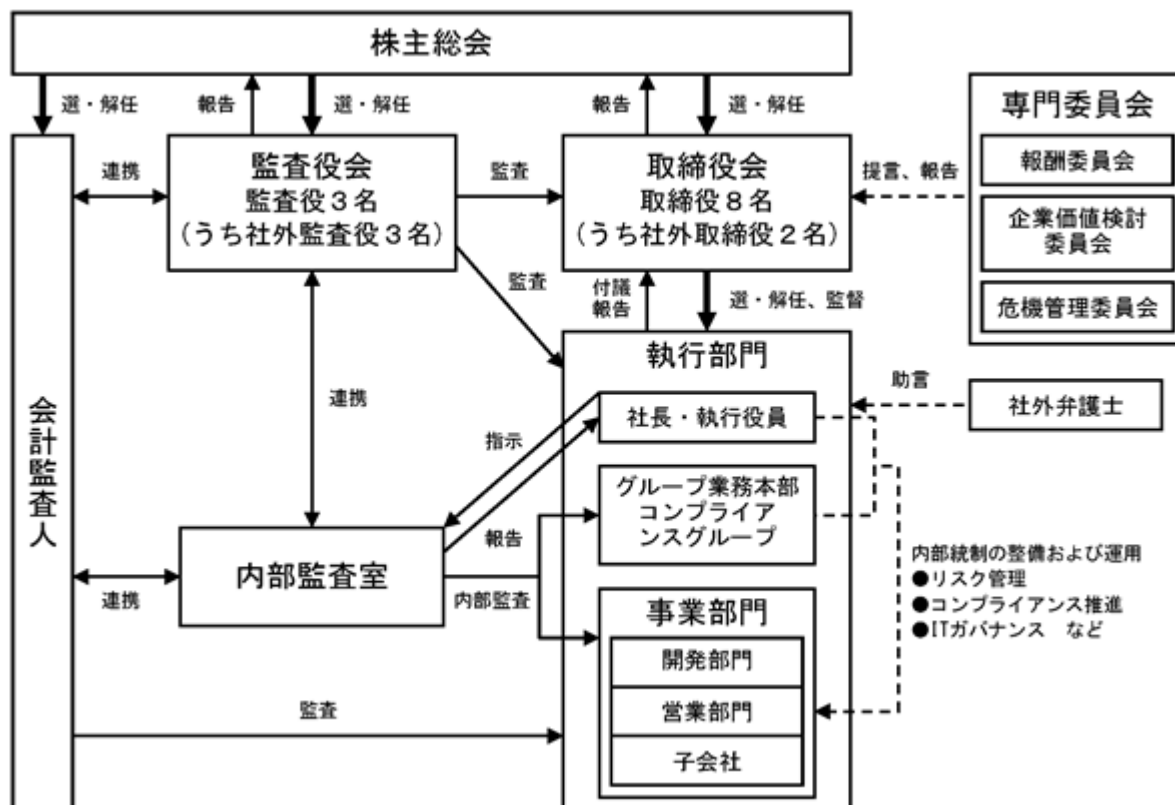 株主総会
選・解任
報告
選・解任
報告
選・解任
専門委員会
報酬委員会
企業価値検討
委員会
危機管理委員会
連携
監査役会
監査役3名
(うち社外監査役3名)
監査
取締役会
取締役8名
(うち社外取締役2名)
提言、報告
監査
付議
報告
選・解任、監督
会計監査人
連携
執行部門
社長・執行役員
助言
社外弁護士
指示
報告
グループ業務本部
コンプライア
ンスグループ
内部監査室
連携
内部監査
内部統制の整備および運用
●リスク管理
●コンプライアンス推進
●ITガバナンス など
事業部門
開発部門
営業部門
子会社
監査